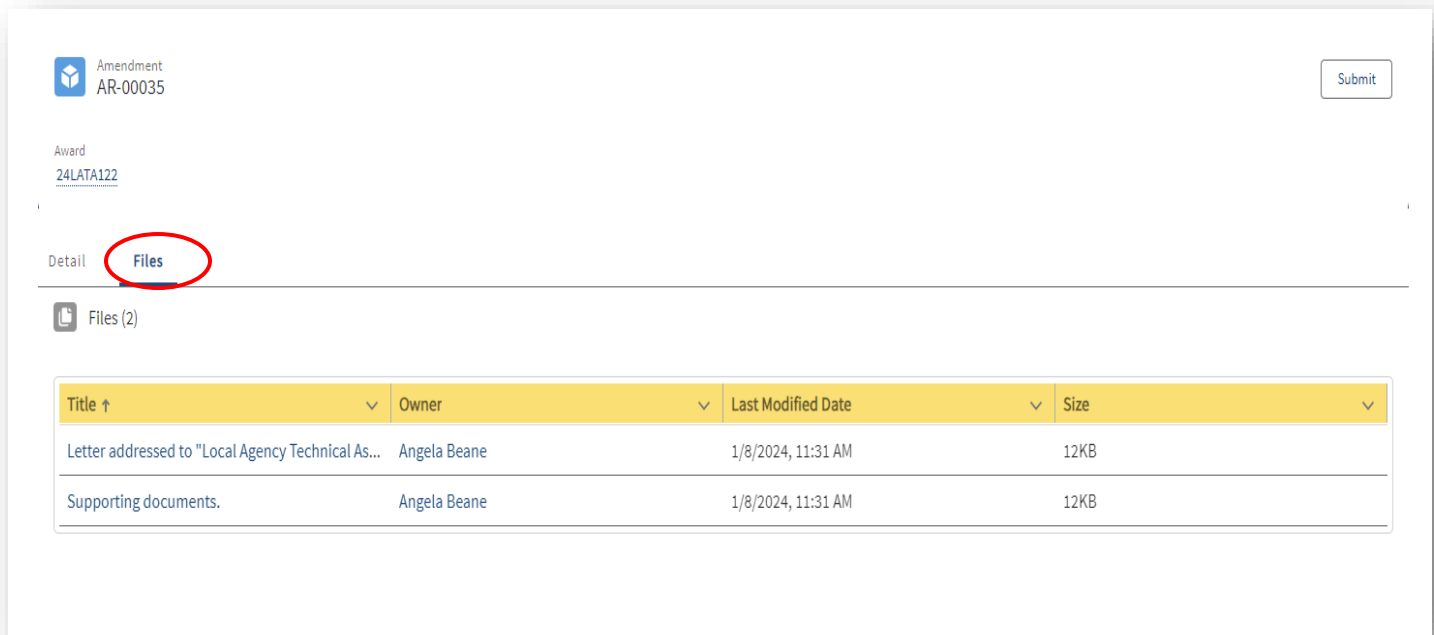 Amendment
AR-00035
Submit
Award
24LATA122
Detail Files
Files (2)
Title Owner Last Modified Date Size
Letter addressed to "Local Agency Technical As... Angela Beane 1/8/2024, 11:31 AM 12KB
Supporting documents. Angela Beane 1/8/2024, 11:31 AM 12KB